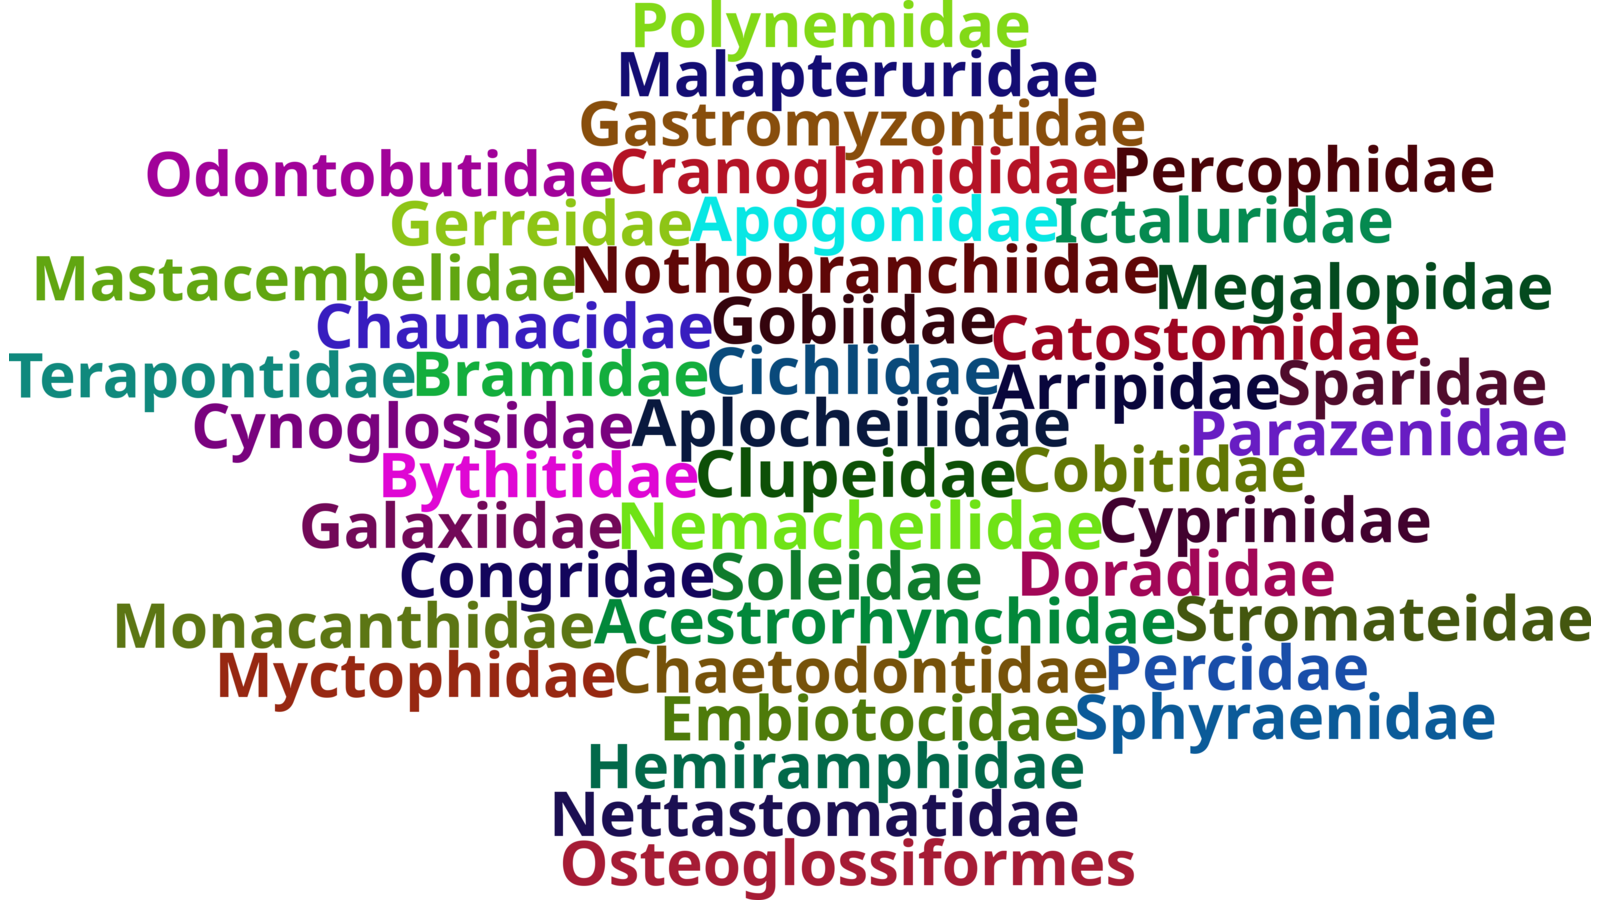 Polynemidae
Malapteruridae
Gastromyzontidae
Odontobutidae Cranoglanididae Percophidae
Gerreidae Apogonidae Ictaluridae
Mastacembelidae Nothobranchiidae Megalopidae
Chaunacidae Gobiidae Catostomidae
Terapontidae Bramidae Cichlidae Arripidae Sparidae
Cynoglossidae Aplocheilidae Parazenidae
Bythitidae Clupeidae Cobitidae
Galaxiidae Nemacheilidae Cyprinidae
Congridae Soleidae Doradidae
Monacanthidae Acestrorhynchidae Stromateidae
Myctophidae Chaetodontidae Percidae
Embiotocidae Sphyraenidae
Hemiramphidae
Nettastomatidae
Osteoglossiformes